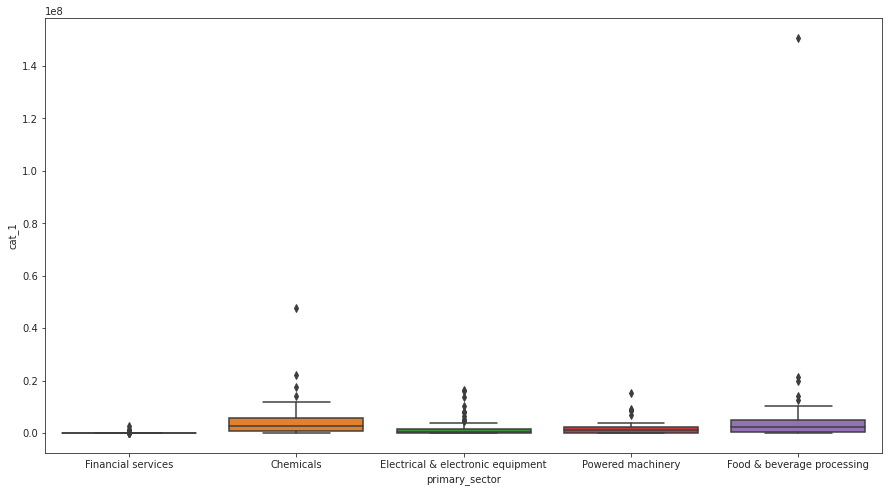 1e8
1.4
1.2
1.0
0.8
0.6
0.4
0.2
0.0
cat_1
Financial services Chemicals Electrical & electronic equipment Powered machinery Food & beverage processing
primary_sector